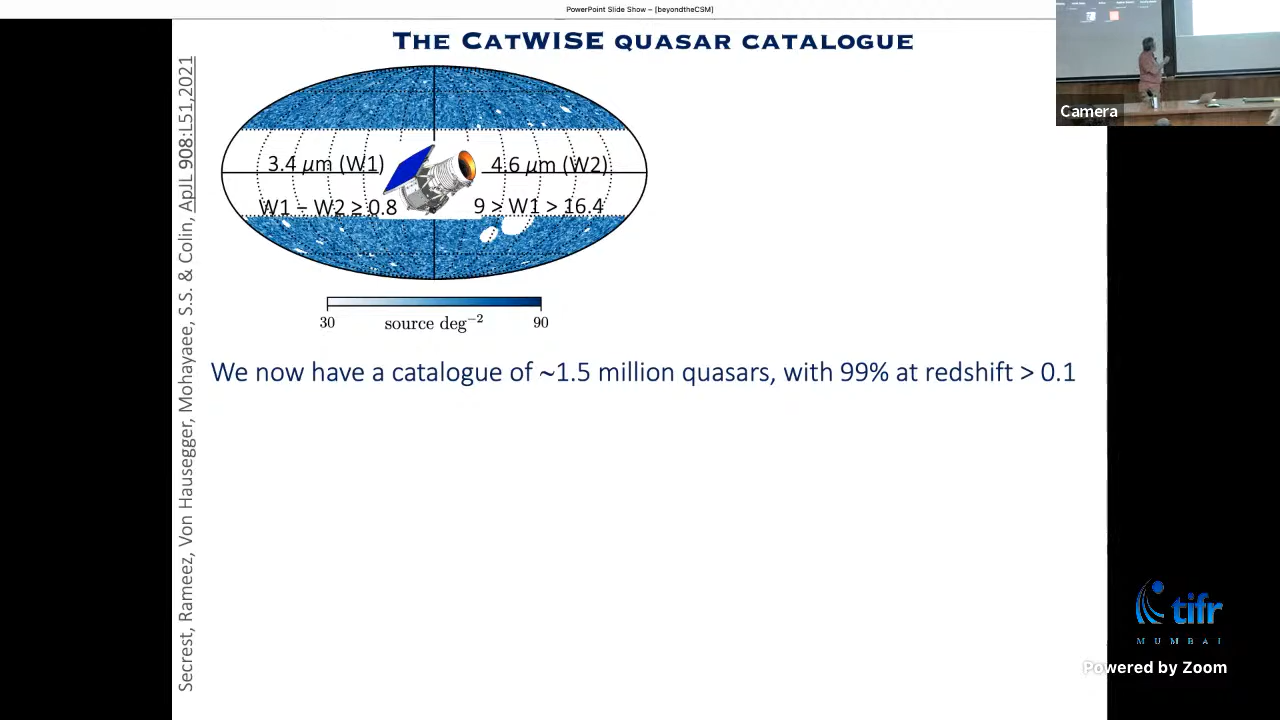 PowerPoint Slide Show – [beyondtheCSM]
The CatWISE quasar catalogue
Camera
Secrest, Rameez, Von Hausegger, Mohayaee, S.S. & Colin, ApJL 908:L51,2021
3.4 µm (W1)
4.6 µm (W2)
W1 – W2 ≥ 0.8
9 > W1 > 16.4
30
source deg⁻²
90
We now have a catalogue of ~1.5 million quasars, with 99% at redshift > 0.1
tifr
MUMBAI
Powered by Zoom